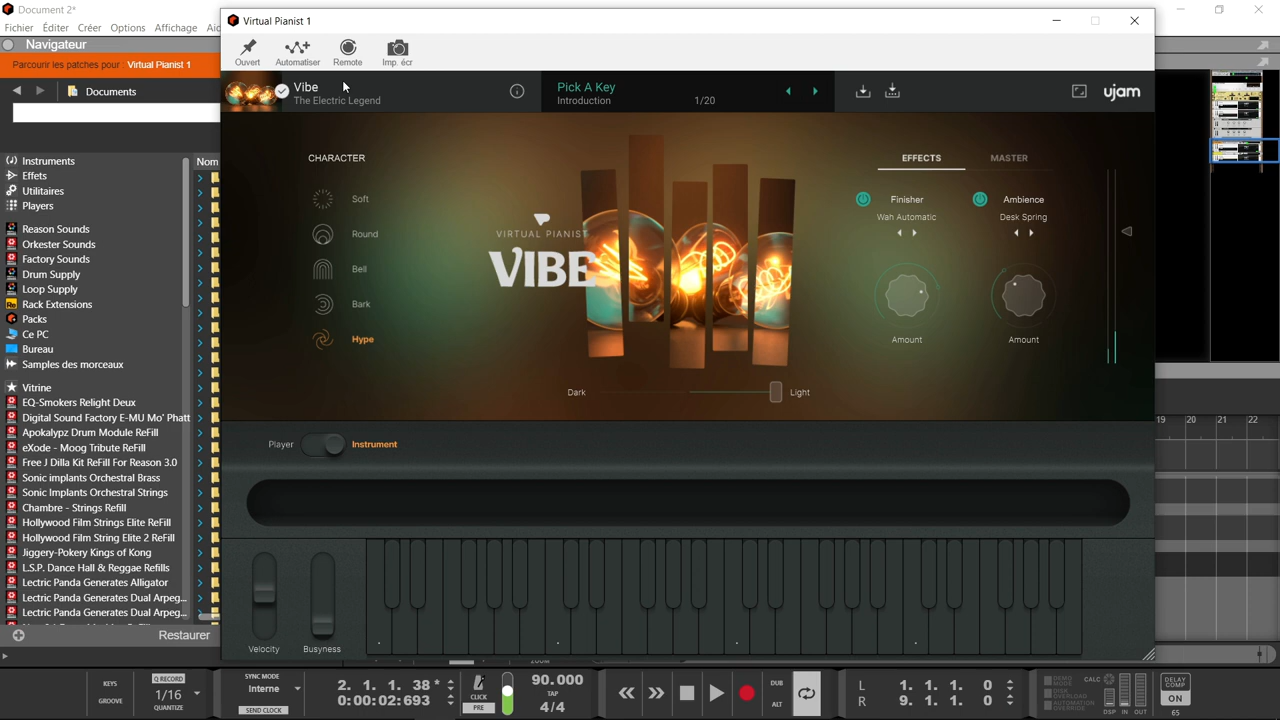 Document 2*
Virtual Pianist 1
Fichier Éditer Créer Options Affichage
Navigateur
Ouvert Automatiser Remote Imp. écr
Parcourir les patches pour : Virtual Pianist 1
Documents
Vibe
The Electric Legend
Pick A Key
Introduction 1/20
ujam
Instruments
Effets
Utilitaires
Players
Reason Sounds
Orkester Sounds
Factory Sounds
Drum Supply
Loop Supply
Rack Extensions
Packs
Ce PC
Bureau
Samples des morceaux
Vitrine
EQ-Smokers Relight Deux
Digital Sound Factory E-MU Mo' Phatt
Apokalypz Drum Module ReFill
eXode - Moog Tribute ReFill
Free J Dilla Kit ReFill For Reason 3.0
Sonic implants Orchestral Brass
Sonic Implants Orchestral Strings
Chambre - Strings Refill
Hollywood Film Strings Elite ReFill
Hollywood Film String Elite 2 ReFill
Jiggery-Pokery Kings of Kong
L.S.P. Dance Hall & Reggae Refills
Lectric Panda Generates Alligator
Lectric Panda Generates Dual Arpeg...
Lectric Panda Generates Dual Arpeg...
Restaurer
Nom
CHARACTER
Soft
Round
Bell
Bark
Hype
VIRTUAL PIANIST
VIBE
Dark Light
EFFECTS MASTER
Finisher
Wah Automatic
Amount
Ambience
Desk Spring
Amount
Player Instrument
Velocity Busyness
19 20 21 22
KEYS
GROOVE
Q RECORD
1/16
QUANTIZE
SYNC MODE
Interne
SEND CLOCK
2. 1. 1. 38 *
0:00:02:693
CLICK
PRE
90.000
TAP
4/4
DUB
ALT
L 1. 1. 1. 0
R 9. 1. 1. 0
DEMO MODE
DISK OVERLOAD
AUTOMATION OVERRIDE
CALC
DSP IN OUT
DELAY COMP
ON
65